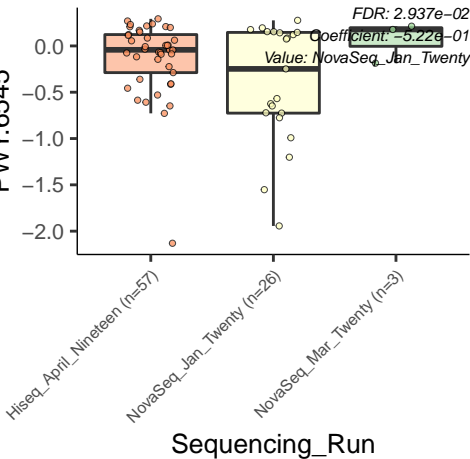 FDR: 2.937e-02
Coefficient: -5.22e-01
Value: NovaSeq_Jan_Twenty
0.0
−0.5
−1.0
−1.5
−2.0
Hiseq_April_Nineteen (n=57)
NovaSeq_Jan_Twenty (n=26)
NovaSeq_Mar_Twenty (n=3)
Sequencing_Run